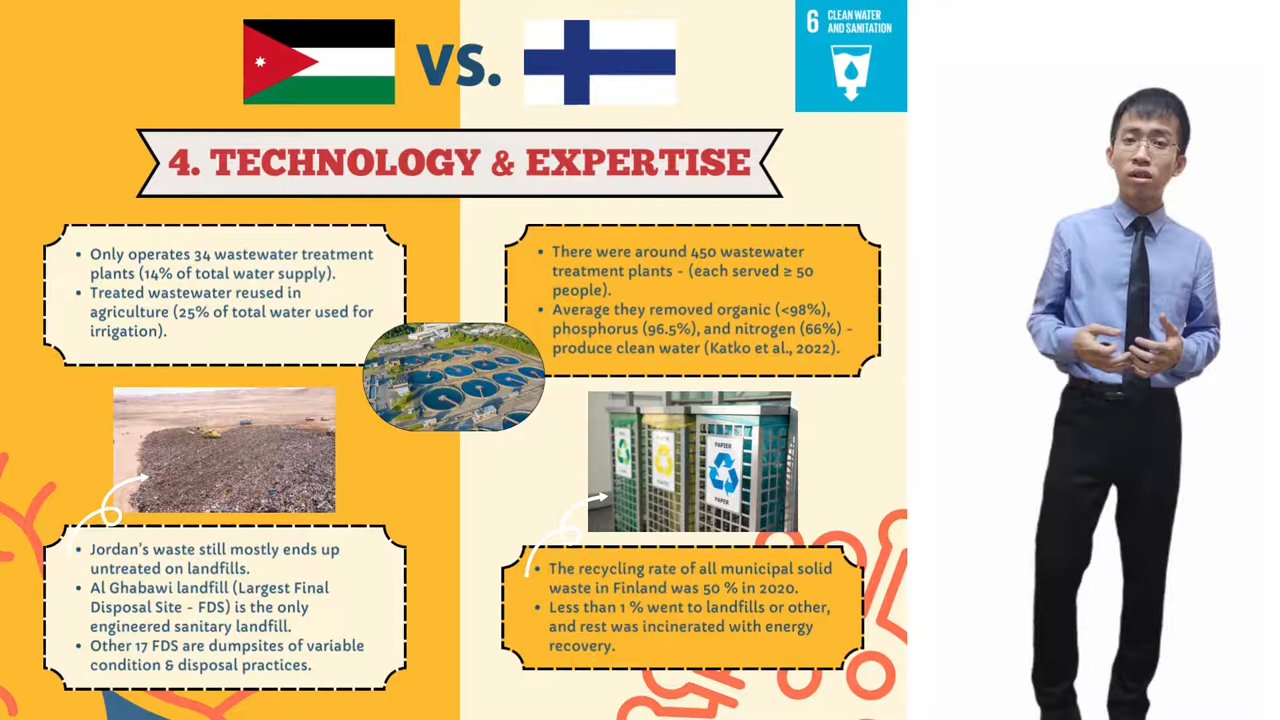 VS.
6 CLEAN WATER
AND SANITATION
4. TECHNOLOGY & EXPERTISE
• Only operates 34 wastewater treatment
plants (14% of total water supply).
• Treated wastewater reused in
agriculture (25% of total water used for
irrigation).
• There were around 450 wastewater
treatment plants - (each served ≥ 50
people).
• Average they removed organic (<98%),
phosphorus (96.5%), and nitrogen (66%) -
produce clean water (Katko et al., 2022).
PAPIER
PAPER
• Jordan's waste still mostly ends up
untreated on landfills.
• Al Ghabawi landfill (Largest Final
Disposal Site - FDS) is the only
engineered sanitary landfill.
• Other 17 FDS are dumpsites of variable
condition & disposal practices.
• The recycling rate of all municipal solid
waste in Finland was 50 % in 2020.
• Less than 1 % went to landfills or other,
and rest was incinerated with energy
recovery.